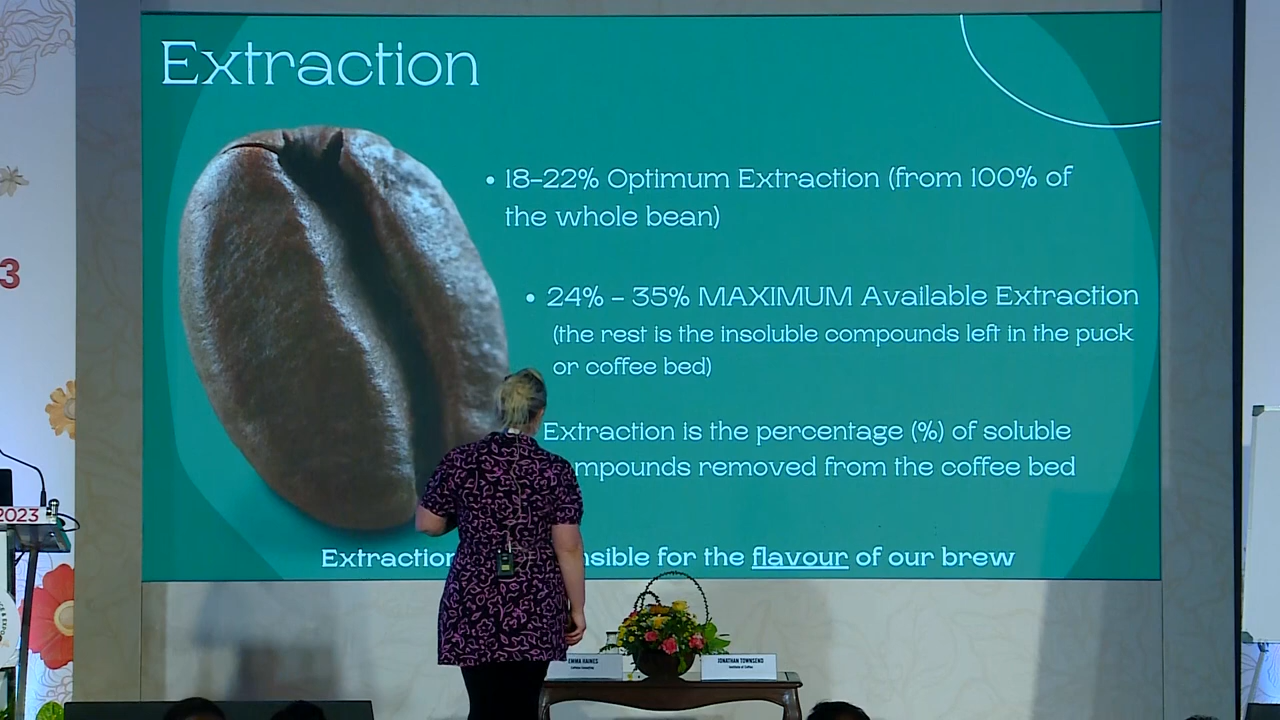 Extraction
• 18-22% Optimum Extraction (from 100% of
the whole bean)
• 24% - 35% MAXIMUM Available Extraction
(the rest is the insoluble compounds left in the puck
or coffee bed)
Extraction is the percentage (%) of soluble
mpounds removed from the coffee bed
Extraction nsible for the flavour of our brew
3
2023
EMMA HAINES
JONATHAN TOWNSEND